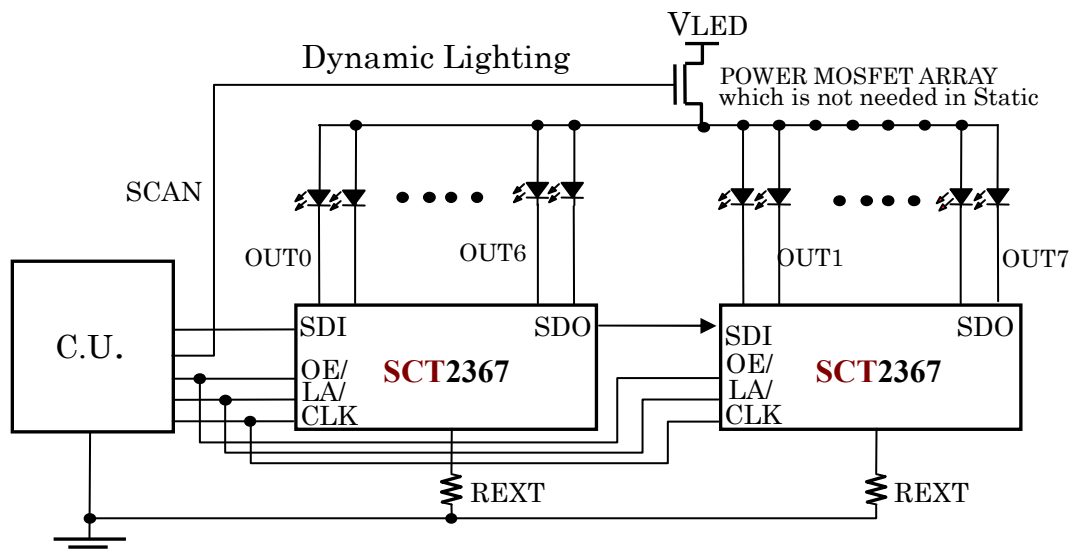 VLED
Dynamic Lighting
POWER MOSFET ARRAY
which is not needed in Static
SCAN
OUT0
OUT6
OUT1
OUT7
C.U.
SDI
SDO
OE/
LA/
CLK
SCT2367
SDI
SDO
OE/
LA/
CLK
SCT2367
REXT
REXT